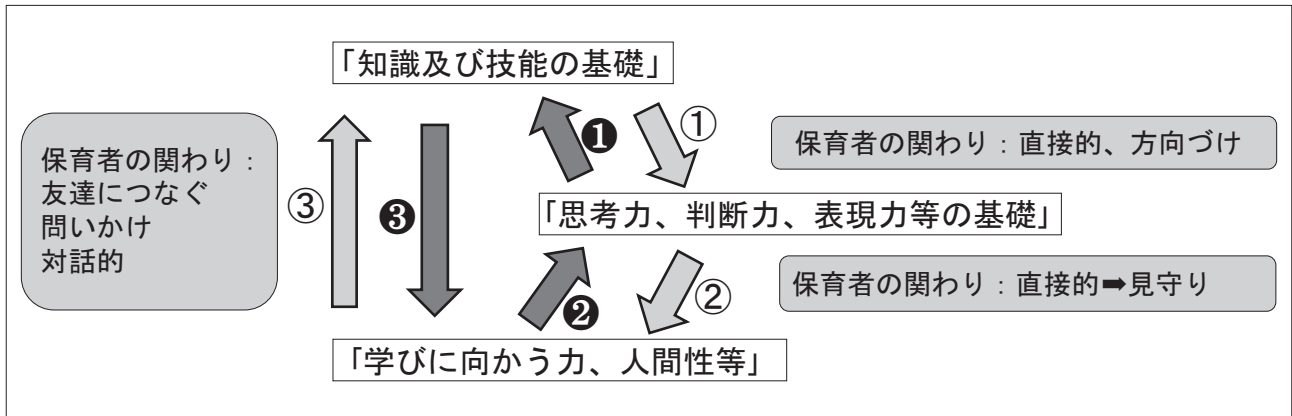 「知識及び技能の基礎」
❶
①
保育者の関わり：直接的、方向づけ
保育者の関わり：
友達につなぐ
問いかけ
対話的
③
❸
「思考力、判断力、表現力等の基礎」
❷
②
保育者の関わり：直接的➡見守り
「学びに向かう力、人間性等」